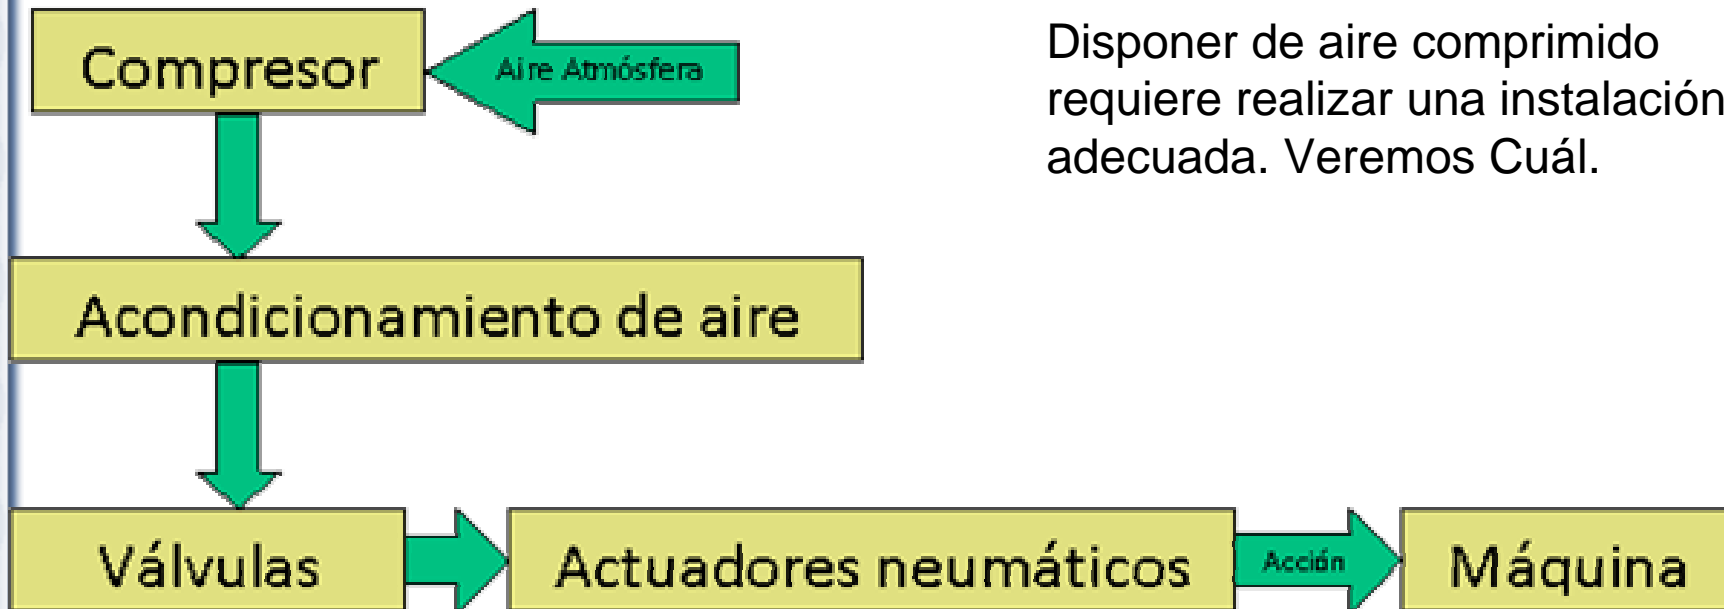 Compresor
Aire Atmósfera
Disponer de aire comprimido
requiere realizar una instalación
adecuada. Veremos Cuál.
Acondicionamiento de aire
Válvulas
Actuadores neumáticos
Acción
Máquina